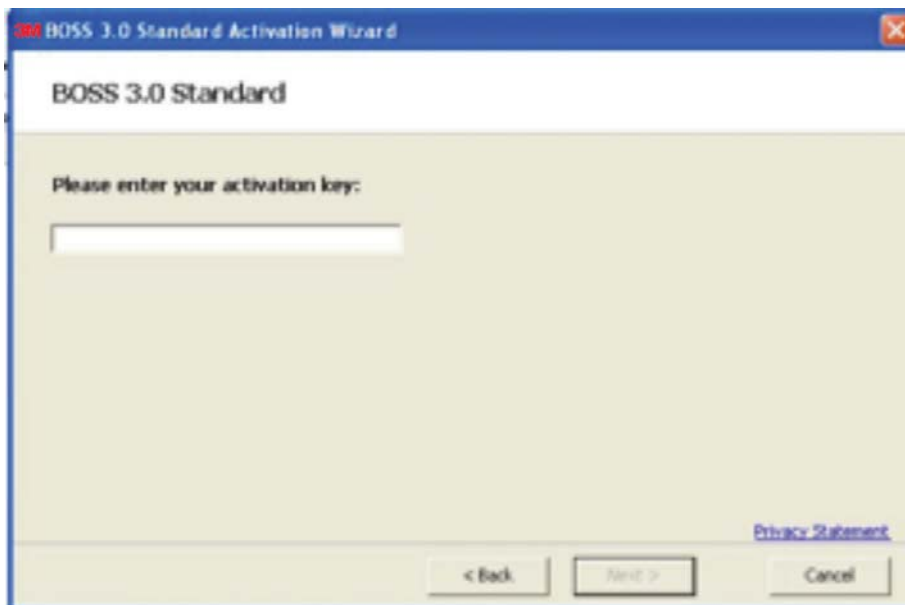 3M BOSS 3.0 Standard Activation Wizard
BOSS 3.0 Standard
Please enter your activation key:
Privacy Statement
< Back Next > Cancel